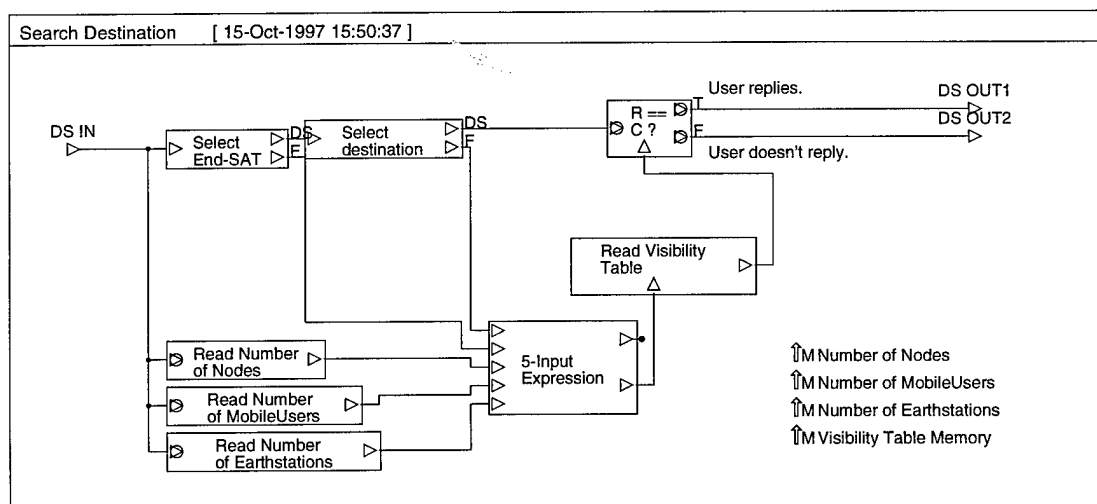 Search Destination [ 15-Oct-1997 15:50:37 ]
DS IN
Select
End-SAT
DS
F
Select
destination
DS
F
R ==
C ?
T
F
User replies.
User doesn't reply.
DS OUT1
DS OUT2
Read Visibility
Table
Read Number
of Nodes
Read Number
of MobileUsers
Read Number
of Earthstations
5-Input
Expression
⇧M Number of Nodes
⇧M Number of MobileUsers
⇧M Number of Earthstations
⇧M Visibility Table Memory